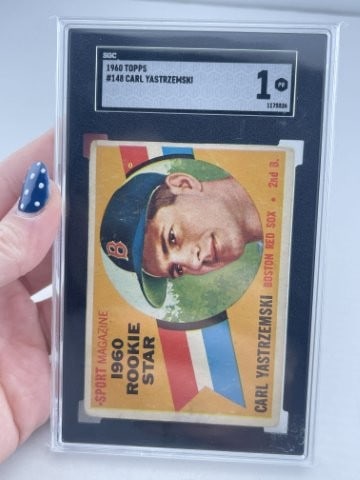 SGC
1960 TOPPS
#148 CARL YASTRZEMSKI
1 PR
1178826
B
•SPORT MAGAZINE
1960
ROOKIE
STAR
CARL YASTRZEMSKI
BOSTON RED SOX • 2nd B.